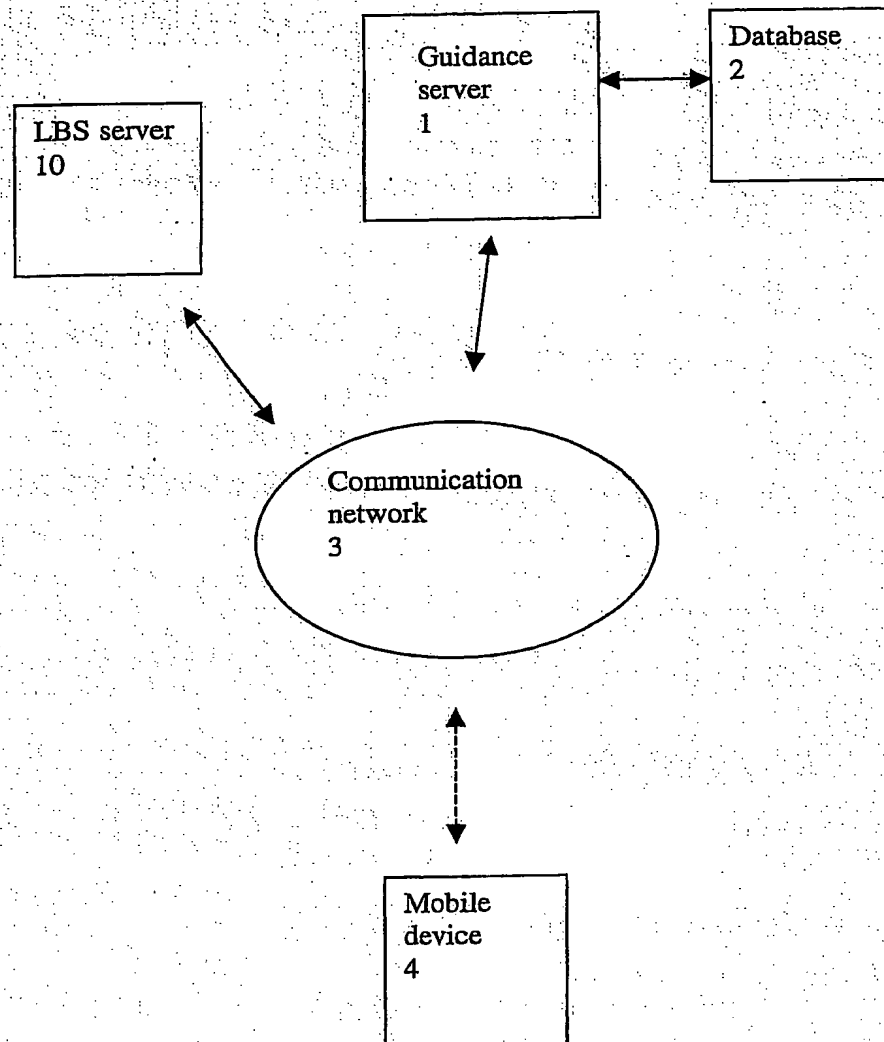 Guidance
server
1
Database
2
LBS server
10
Communication
network
3
Mobile
device
4